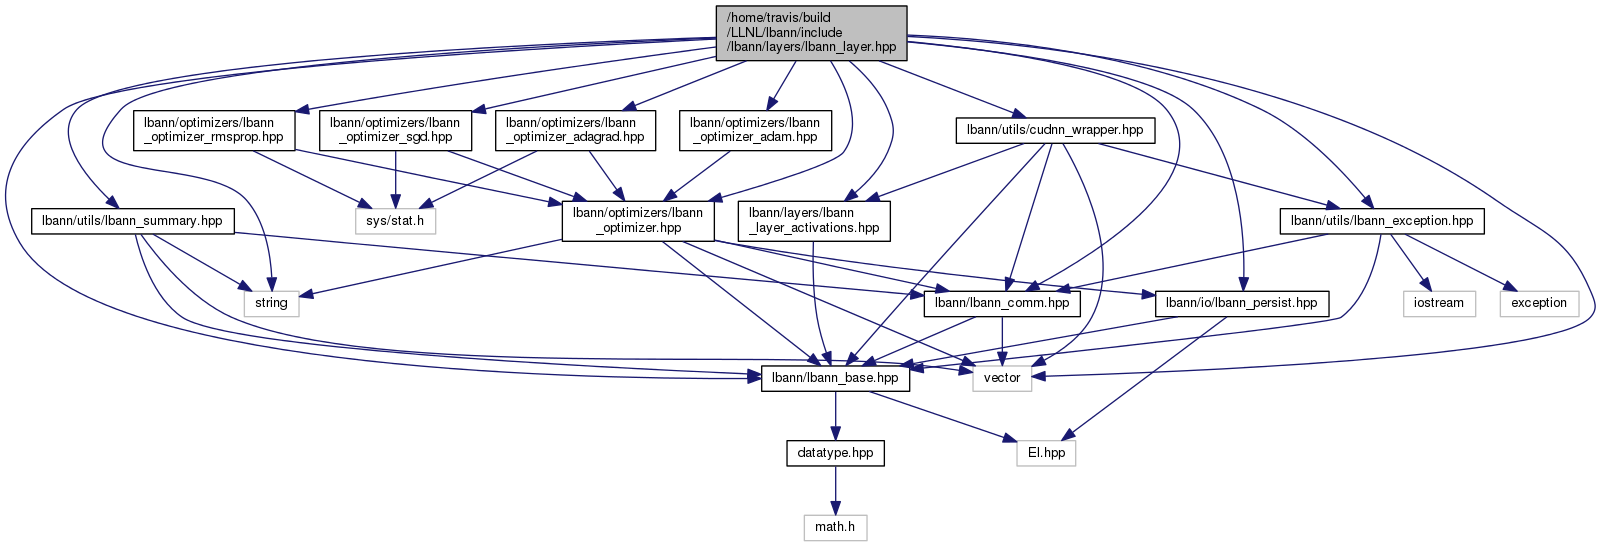 /home/travis/build
/LLNL/lbann/include
/lbann/layers/lbann_layer.hpp
lbann/optimizers/lbann
_optimizer_rmsprop.hpp
lbann/optimizers/lbann
_optimizer_sgd.hpp
lbann/optimizers/lbann
_optimizer_adagrad.hpp
lbann/optimizers/lbann
_optimizer_adam.hpp
lbann/utils/cudnn_wrapper.hpp
lbann/utils/lbann_summary.hpp
sys/stat.h
lbann/optimizers/lbann
_optimizer.hpp
lbann/layers/lbann
_layer_activations.hpp
lbann/utils/lbann_exception.hpp
string
lbann/lbann_comm.hpp
lbann/io/lbann_persist.hpp
iostream
exception
lbann/lbann_base.hpp
vector
datatype.hpp
El.hpp
math.h